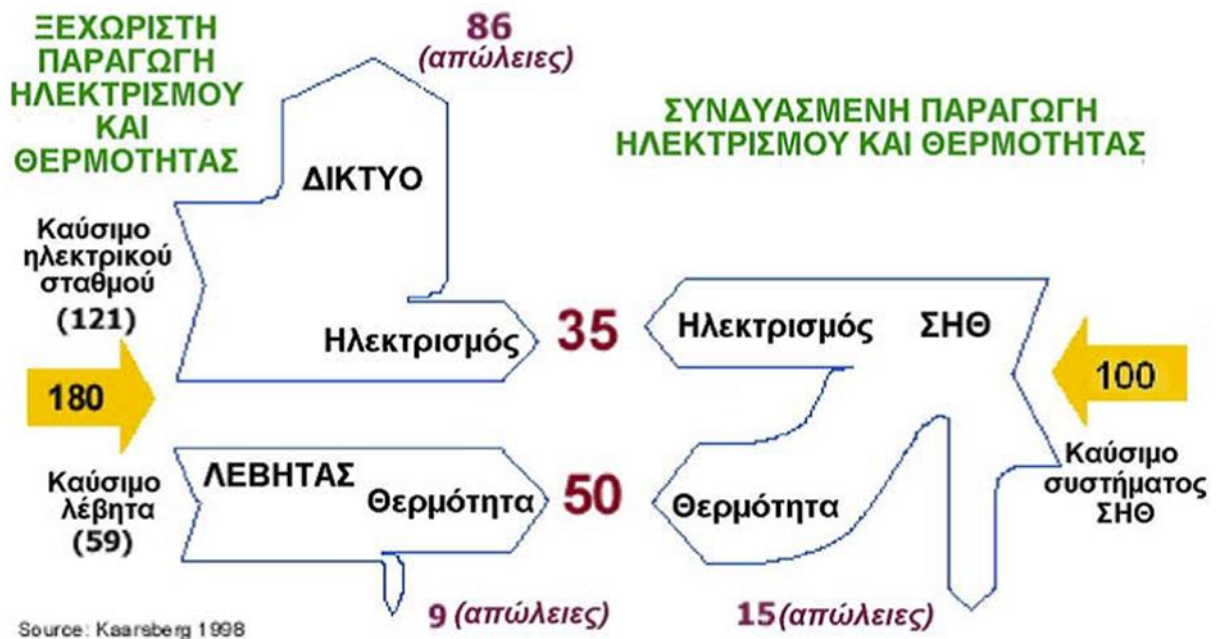 ΞΕΧΩΡΙΣΤΗ
ΠΑΡΑΓΩΓΗ
ΗΛΕΚΤΡΙΣΜΟΥ
ΚΑΙ
ΘΕΡΜΟΤΗΤΑΣ
86
(απώλειες)
ΣΥΝΔΥΑΣΜΕΝΗ ΠΑΡΑΓΩΓΗ
ΗΛΕΚΤΡΙΣΜΟΥ ΚΑΙ ΘΕΡΜΟΤΗΤΑΣ
ΔΙΚΤΥΟ
Καύσιμο
ηλεκτρικού
σταθμού
(121)
Ηλεκτρισμός
35
Ηλεκτρισμός
ΣΗΘ
180
100
Καύσιμο
λέβητα
(59)
ΛΕΒΗΤΑΣ
Θερμότητα
50
Θερμότητα
Καύσιμο
συστήματος
ΣΗΘ
9 (απώλειες)
15 (απώλειες)
Source: Kaarsberg 1998